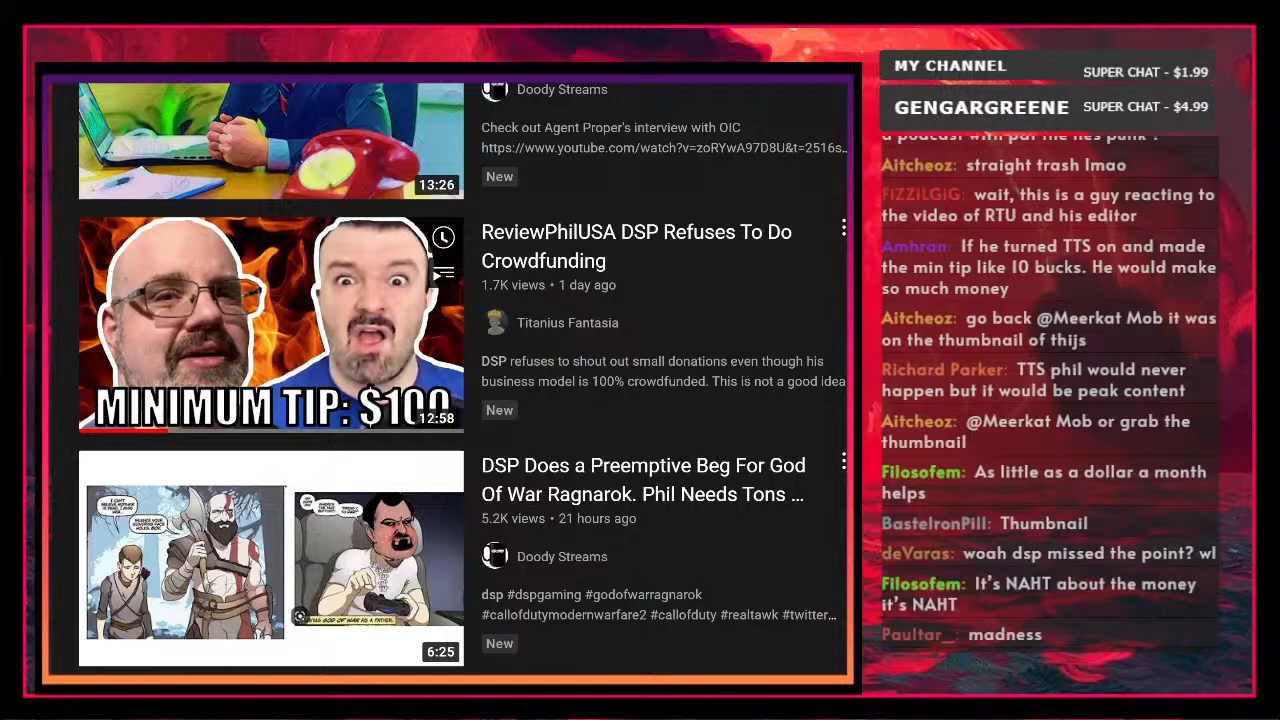 Doody Streams
Check out Agent Proper's interview with OIC
https://www.youtube.com/watch?v=zoRYwA97D8U&t=2516s..
New
13:26
ReviewPhilUSA DSP Refuses To Do
Crowdfunding
1.7K views • 1 day ago
Titanius Fantasia
DSP refuses to shout out small donations even though his
business model is 100% crowdfunded. This is not a good idea
New
MINIMUM TIP: $100
12:58
DSP Does a Preemptive Beg For God
Of War Ragnarok. Phil Needs Tons ...
5.2K views • 21 hours ago
Doody Streams
dsp #dspgaming #godofwarragnarok
#callofdutymodernwarfare2 #callofduty #realtawk #twitter...
New
6:25
MY CHANNEL SUPER CHAT - $1.99
GENGARGREENE SUPER CHAT - $4.99
Aitcheoz: straight trash lmao
FiZZiLGiG: wait, this is a guy reacting to
the video of RTU and his editor
Amhran: If he turned TTS on and made
the min tip like 10 bucks. He would make
so much money
Aitcheoz: go back @Meerkat Mob it was
on the thumbnail of thijs
Richard Parker: TTS phil would never
happen but it would be peak content
Aitcheoz: @Meerkat Mob or grab the
thumbnail
Filosofem: As little as a dollar a month
helps
BasteIronPill: Thumbnail
deVaras: woah dsp missed the point? wl
Filosofem: It's NAHT about the money
it's NAHT
Paultar_: madness